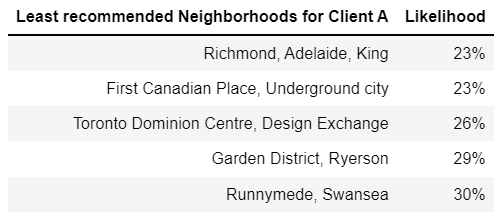 Least recommended Neighborhoods for Client A Likelihood
Richmond, Adelaide, King 23%
First Canadian Place, Underground city 23%
Toronto Dominion Centre, Design Exchange 26%
Garden District, Ryerson 29%
Runnymede, Swansea 30%